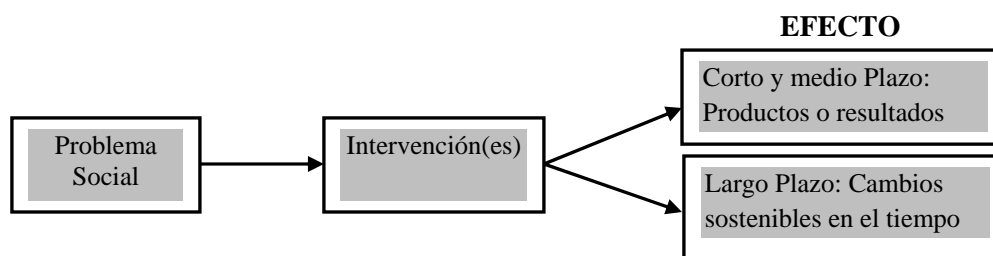 EFECTO
Corto y medio Plazo:
Productos o resultados
Problema
Social
Intervención(es)
Largo Plazo: Cambios
sostenibles en el tiempo